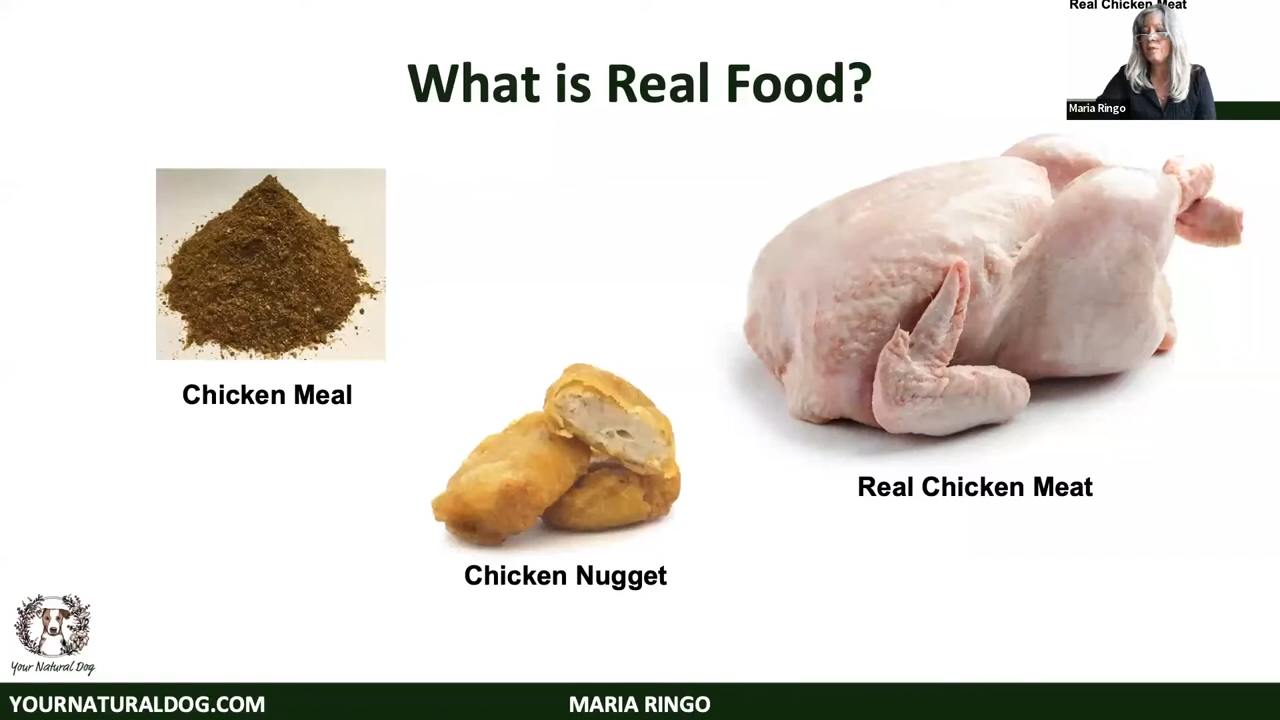 Real Chicken Meat
What is Real Food?
Maria Ringo
Chicken Meal
Real Chicken Meat
Chicken Nugget
Your Natural Dog
YOURNATURALDOG.COM
MARIA RINGO